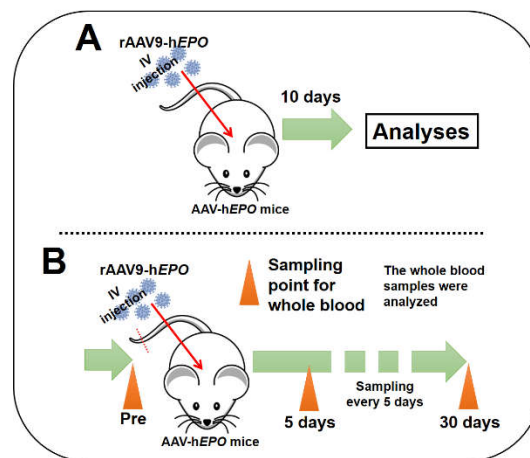 A
rAAV9-hEPO
IV
injection
10 days
Analyses
AAV-hEPO mice
B
rAAV9-hEPO
IV
injection
Sampling
point for
whole blood
The whole blood
samples were
analyzed
Pre
AAV-hEPO mice
5 days
Sampling
every 5 days
30 days